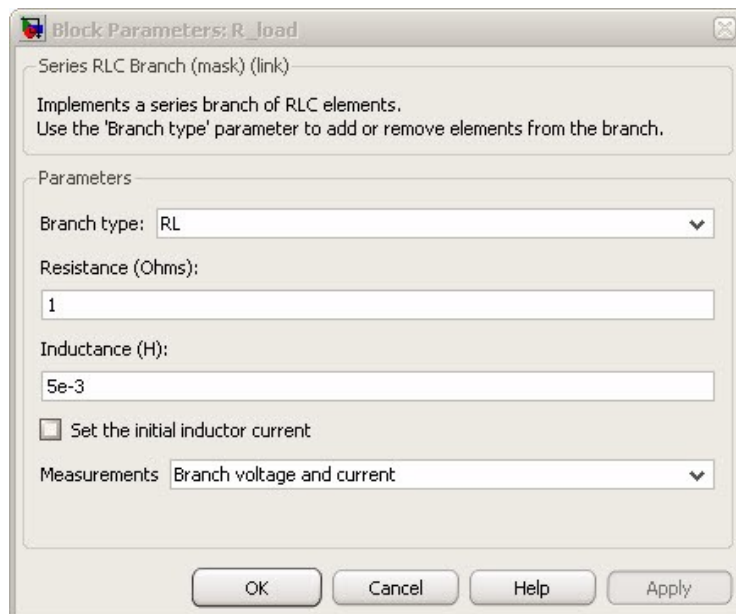 Block Parameters: R_load
Series RLC Branch (mask) (link)
Implements a series branch of RLC elements.
Use the 'Branch type' parameter to add or remove elements from the branch.
Parameters
Branch type: RL
Resistance (Ohms):
1
Inductance (H):
5e-3
Set the initial inductor current
Measurements Branch voltage and current
OK Cancel Help Apply